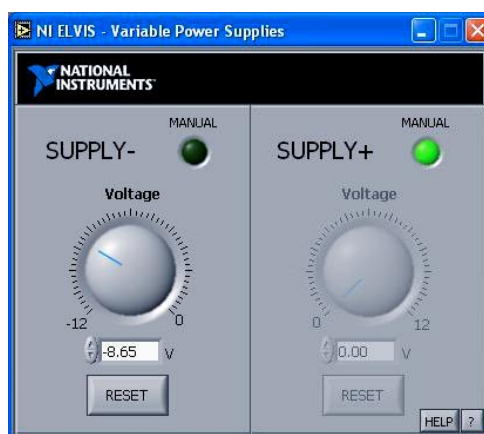 NI ELVIS - Variable Power Supplies
NATIONAL
INSTRUMENTS
MANUAL
SUPPLY-
Voltage
-12
0
-8.65 V
RESET
MANUAL
SUPPLY+
Voltage
0
12
0.00 V
RESET
HELP ?